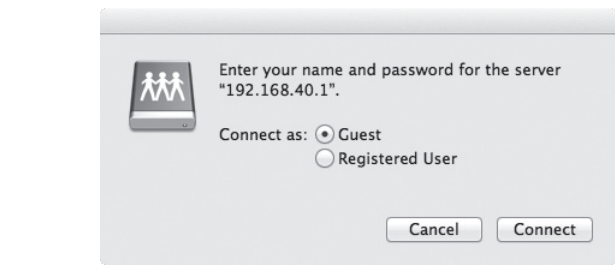 Enter your name and password for the server
“192.168.40.1”.
Connect as: Guest
Registered User
Cancel Connect